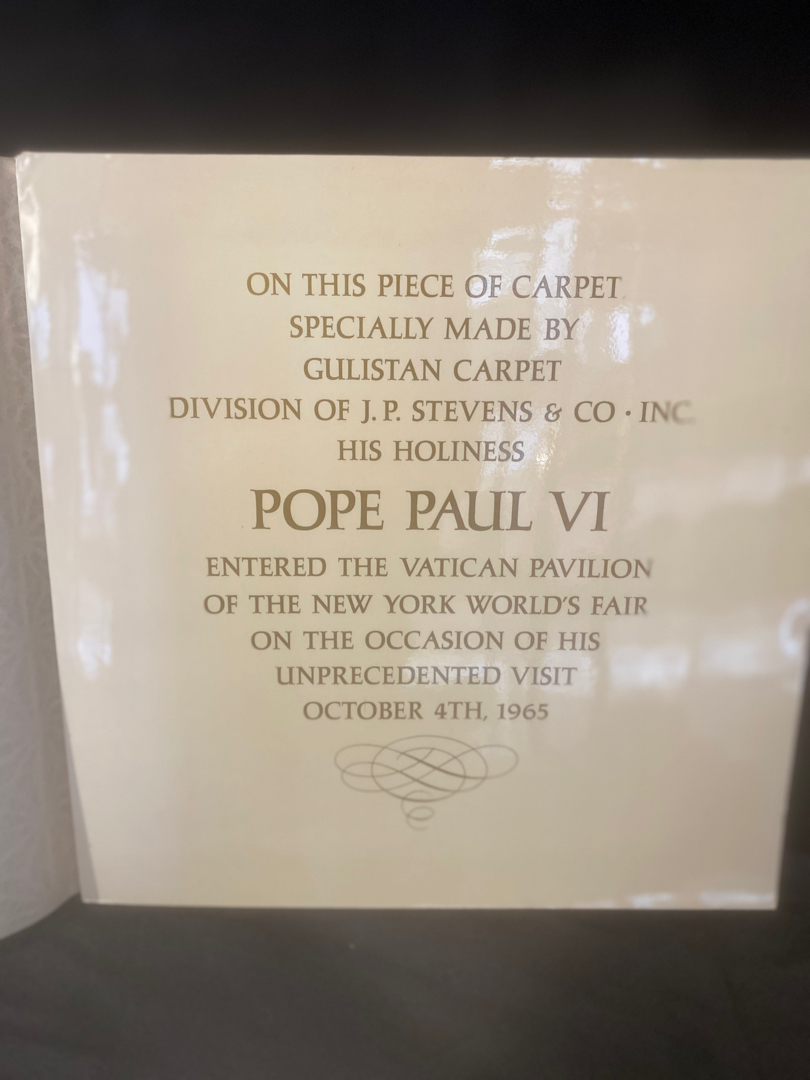 ON THIS PIECE OF CARPET
SPECIALLY MADE BY
GULISTAN CARPET
DIVISION OF J. P. STEVENS & CO · INC.
HIS HOLINESS
POPE PAUL VI
ENTERED THE VATICAN PAVILION
OF THE NEW YORK WORLD'S FAIR
ON THE OCCASION OF HIS
UNPRECEDENTED VISIT
OCTOBER 4TH, 1965